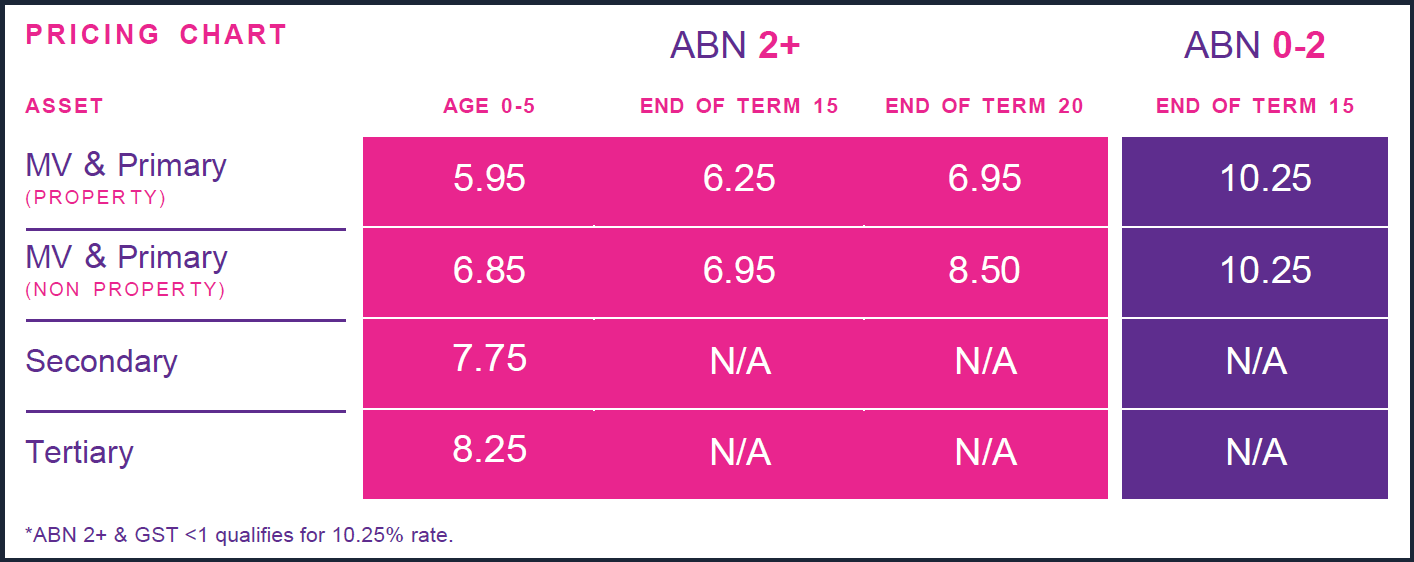 PRICING CHART
ABN 2+ ABN 0-2
ASSET AGE 0-5 END OF TERM 15 END OF TERM 20 END OF TERM 15
MV & Primary 5.95 6.25 6.95 10.25
(PROPERTY)
MV & Primary 6.85 6.95 8.50 10.25
(NON PROPERTY)
Secondary 7.75 N/A N/A N/A
Tertiary 8.25 N/A N/A N/A
*ABN 2+ & GST <1 qualifies for 10.25% rate.